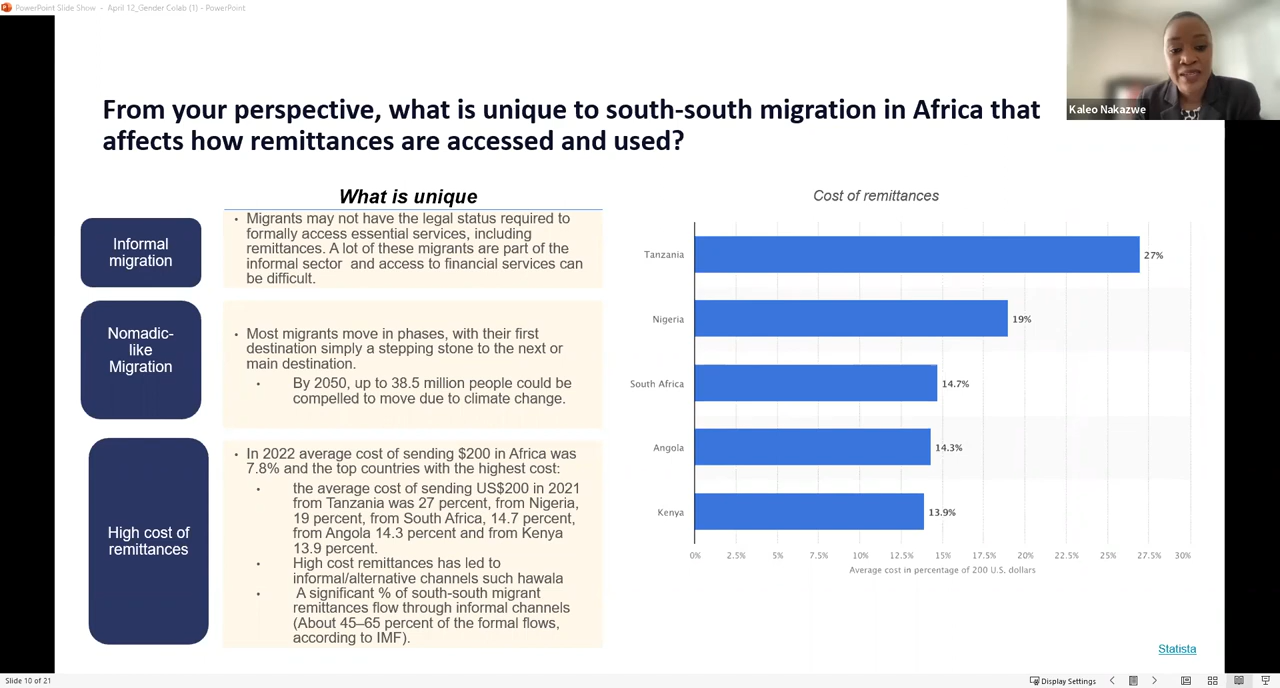 PowerPoint Slide Show - April 12_Gender Colab (1) - PowerPoint
Kaleo Nakazwe
From your perspective, what is unique to south-south migration in Africa that
affects how remittances are accessed and used?
What is unique
Informal
migration
• Migrants may not have the legal status required to
formally access essential services, including
remittances. A lot of these migrants are part of the
informal sector and access to financial services can
be difficult.
Nomadic-
like
Migration
• Most migrants move in phases, with their first
destination simply a stepping stone to the next or
main destination.
• By 2050, up to 38.5 million people could be
compelled to move due to climate change.
High cost of
remittances
• In 2022 average cost of sending $200 in Africa was
7.8% and the top countries with the highest cost:
• the average cost of sending US$200 in 2021
from Tanzania was 27 percent, from Nigeria,
19 percent, from South Africa, 14.7 percent,
from Angola 14.3 percent and from Kenya
13.9 percent.
• High cost remittances has led to
informal/alternative channels such hawala
• A significant % of south-south migrant
remittances flow through informal channels
(About 45–65 percent of the formal flows,
according to IMF).
Cost of remittances
Tanzania 27%
Nigeria 19%
South Africa 14.7%
Angola 14.3%
Kenya 13.9%
0% 2.5% 5% 7.5% 10% 12.5% 15% 17.5% 20% 22.5% 25% 27.5% 30%
Average cost in percentage of 200 U.S. dollars
Statista
Slide 10 of 21
Display Settings